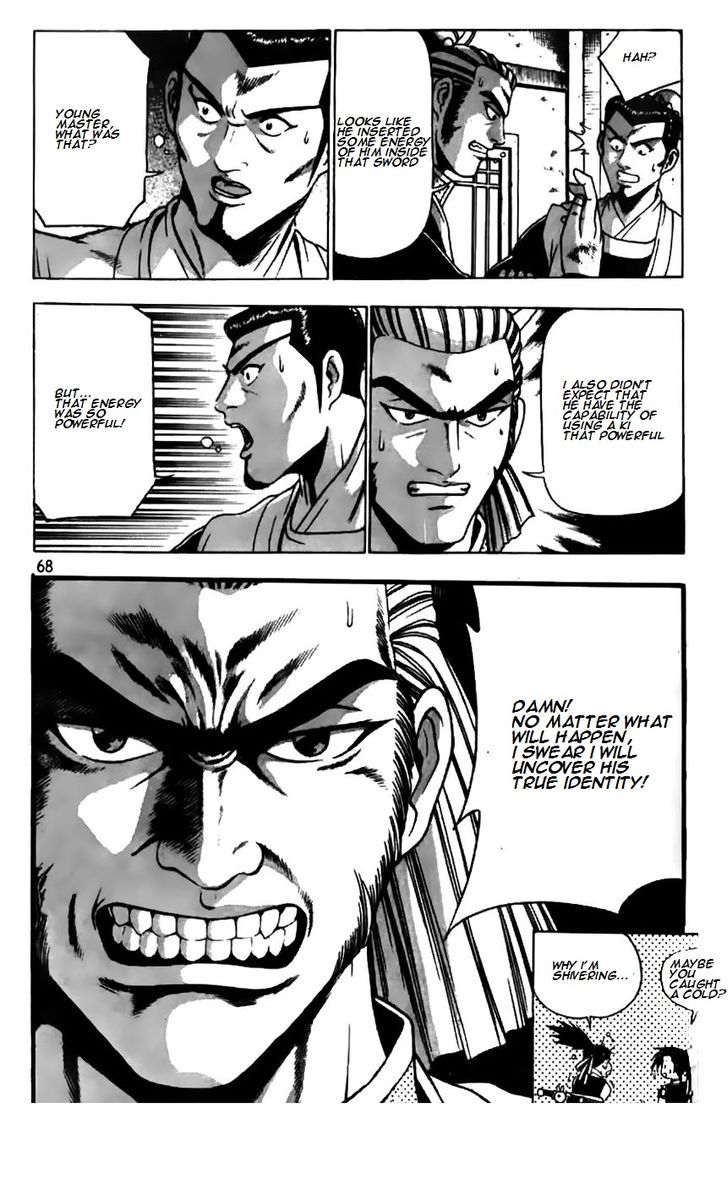 YOUNG
MASTER,
WHAT WAS
THAT?
LOOKS LIKE
HE INSERTED
SOME ENERGY
OF HIM INSIDE
THAT SWORD
HAH?
BUT...
THAT ENERGY
WAS SO
POWERFUL!
I ALSO DIDN'T
EXPECT THAT
HE HAVE THE
CAPABILITY OF
USING A KI
THAT POWERFUL
68
DAMN!
NO MATTER WHAT
WILL HAPPEN,
I SWEAR I WILL
UNCOVER HIS
TRUE IDENTITY!
WHY I'M
SHIVERING...
MAYBE
YOU
CAUGHT
A COLD?